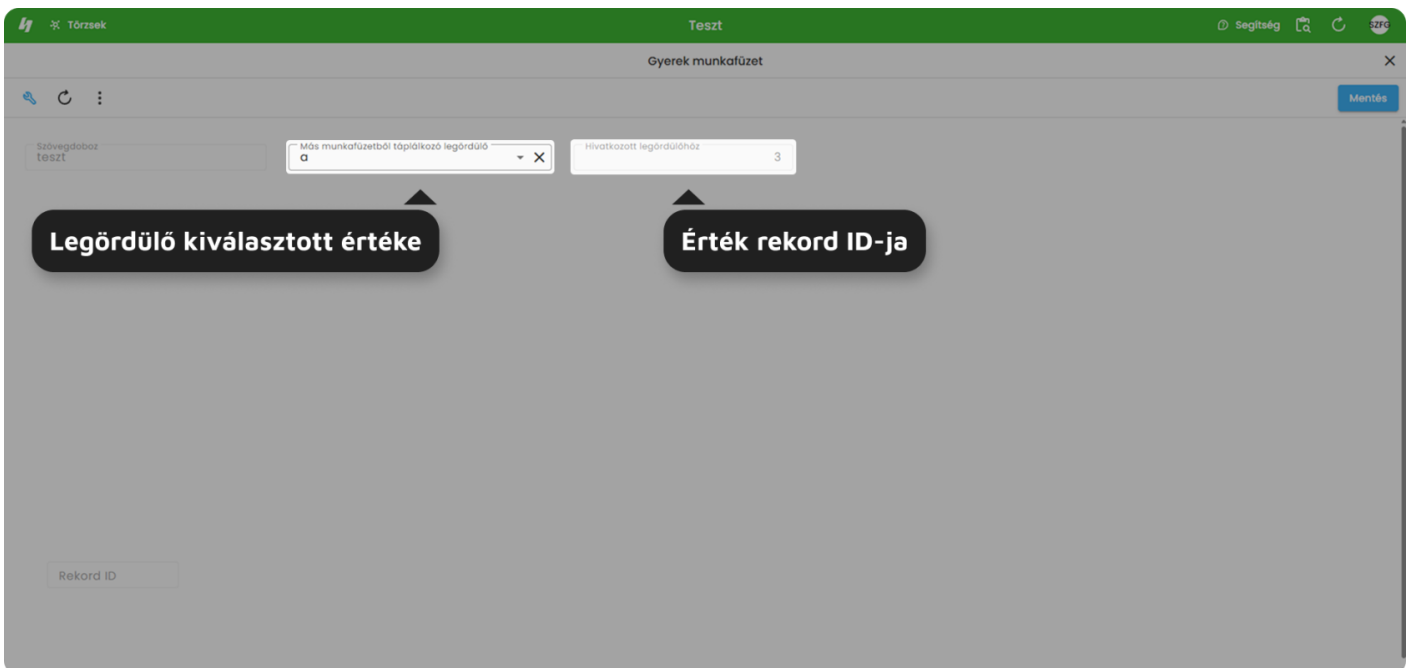 Törzsek
Teszt
Segítség
SZFG
Gyerek munkafüzet
Mentés
Szövegdoboz
teszt
Más munkafüzetből táplálkozó legördülő
a
Hivatkozott legördülőhöz
3
Legördülő kiválasztott értéke
Érték rekord ID-ja
Rekord ID